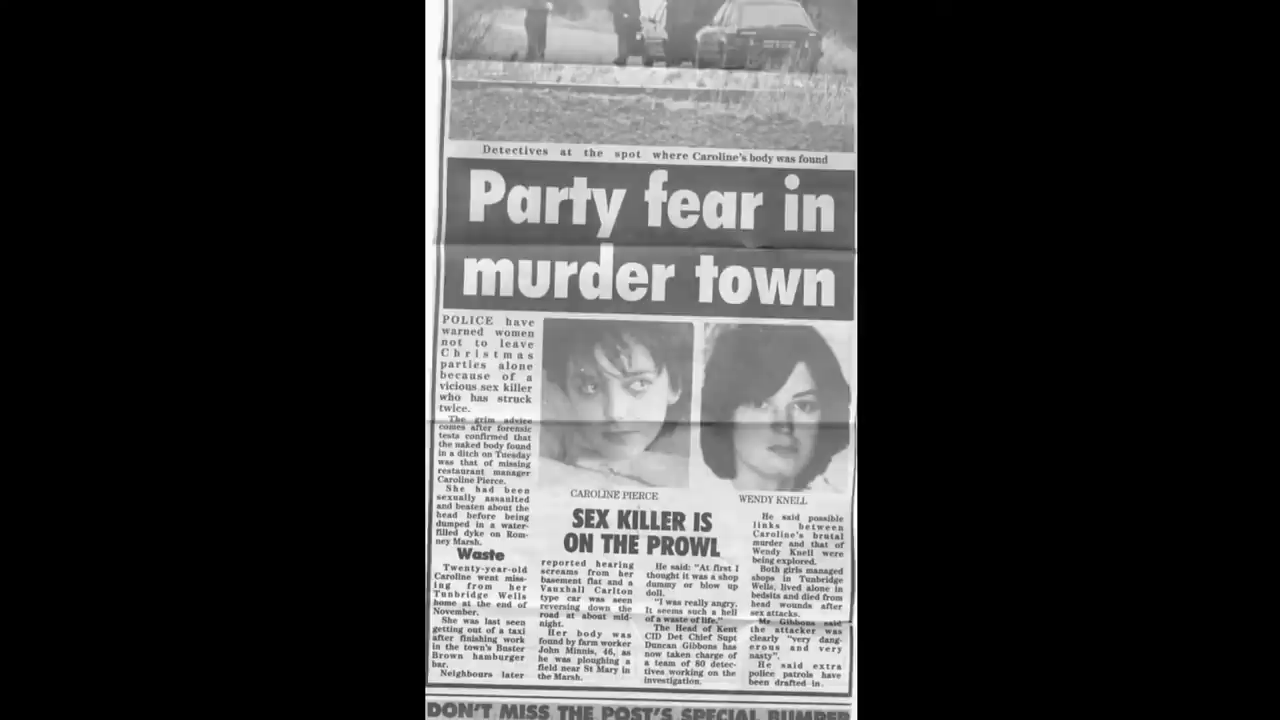 Detectives at the spot where Caroline's body was found
Party fear in
murder town
POLICE have
warned women
not to leave
Christmas
parties alone
because of a
vicious sex killer
who has struck
twice.
The grim advice
comes after forensic
tests confirmed that
the naked body found
in a ditch on Tuesday
was that of missing
restaurant manager
Caroline Pierce.
She had been
sexually assaulted
and beaten about the
head before being
dumped in a water-
filled dyke on Rom-
ney Marsh.
Waste
Twenty-year-old
Caroline went miss-
ing from her
Tunbridge Wells
home at the end of
November.
She was last seen
getting out of a taxi
after finishing work
in the town's Buster
Brown hamburger
bar.
Neighbours later
CAROLINE PIERCE
WENDY KNELL
SEX KILLER IS
ON THE PROWL
reported hearing
screams from her
basement flat and a
Vauxhall Carlton
type car was seen
reversing down the
road at about mid-
night.
Her body was
found by farm worker
John Minnis, 46, as
he was ploughing a
field near St Mary in
the Marsh.
He said: "At first I
thought it was a shop
dummy or blow up
doll.
"I was really angry.
It seems such a hell
of a waste of life."
The Head of Kent
CID Det Chief Supt
Duncan Gibbons has
now taken charge of
a team of 80 detec-
tives working on the
investigation.
He said possible
links between
Caroline's brutal
murder and that of
Wendy Knell were
being explored.
Both girls managed
shops in Tunbridge
Wells, lived alone in
bedsits and died from
head wounds after
sex attacks.
Mr Gibbons said
the attacker was
clearly "very dang-
erous and very
nasty".
He said extra
police patrols have
been drafted in.
DON'T MISS THE POST'S SPECIAL BUMPER